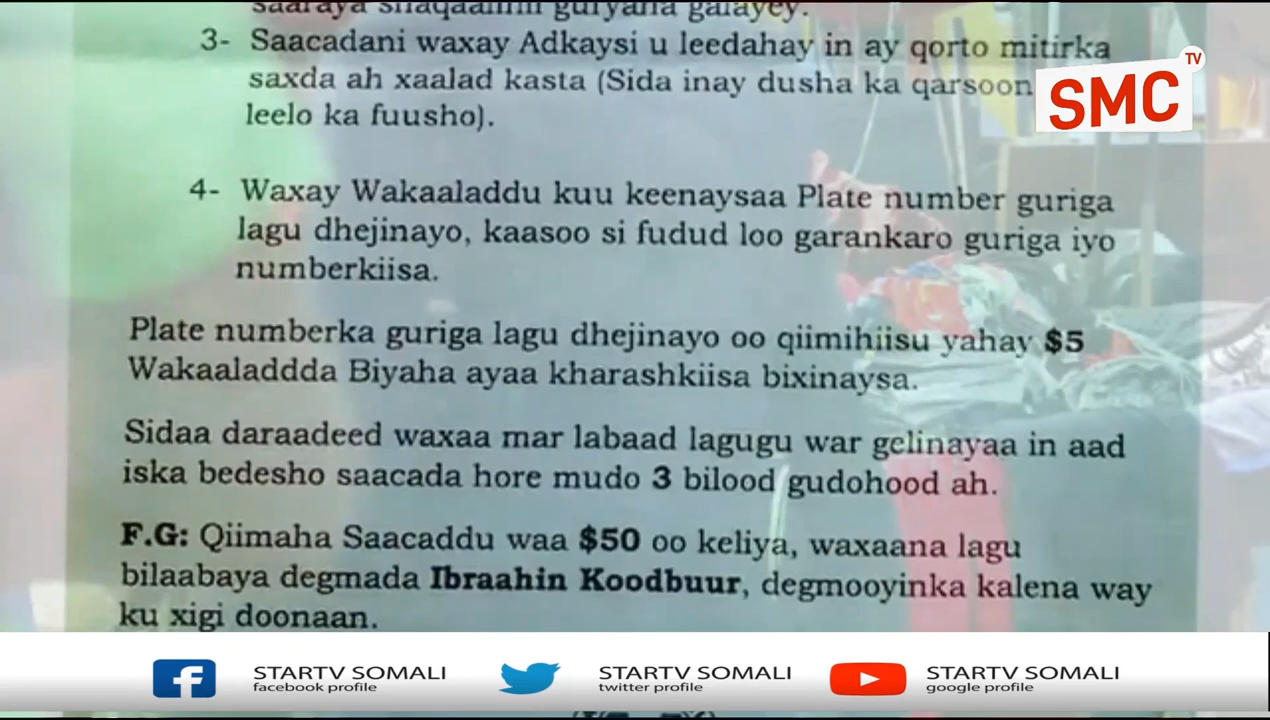 saaraya shaqaalihii guryaha galayey.
3- Saacadani waxay Adkaysi u leedahay in ay qorto mitirka
saxda ah xaalad kasta (Sida inay dusha ka qarsoon
leelo ka fuusho).
4- Waxay Wakaaladdu kuu keenaysaa Plate number guriga
lagu dhejinayo, kaasoo si fudud loo garankaro guriga iyo
numberkiisa.
Plate numberka guriga lagu dhejinayo oo qiimihiisu yahay $5
Wakaaladdda Biyaha ayaa kharashkiisa bixinaysa.
Sidaa daraadeed waxaa mar labaad lagugu war gelinayaa in aad
iska bedesho saacada hore mudo 3 bilood gudohood ah.
F.G: Qiimaha Saacaddu waa $50 oo keliya, waxaana lagu
bilaabaya degmada Ibraahin Koodbuur, degmooyinka kalena way
ku xigi doonaan.
SMC TV
STARTV SOMALI
facebook profile
STARTV SOMALI
twitter profile
STARTV SOMALI
google profile